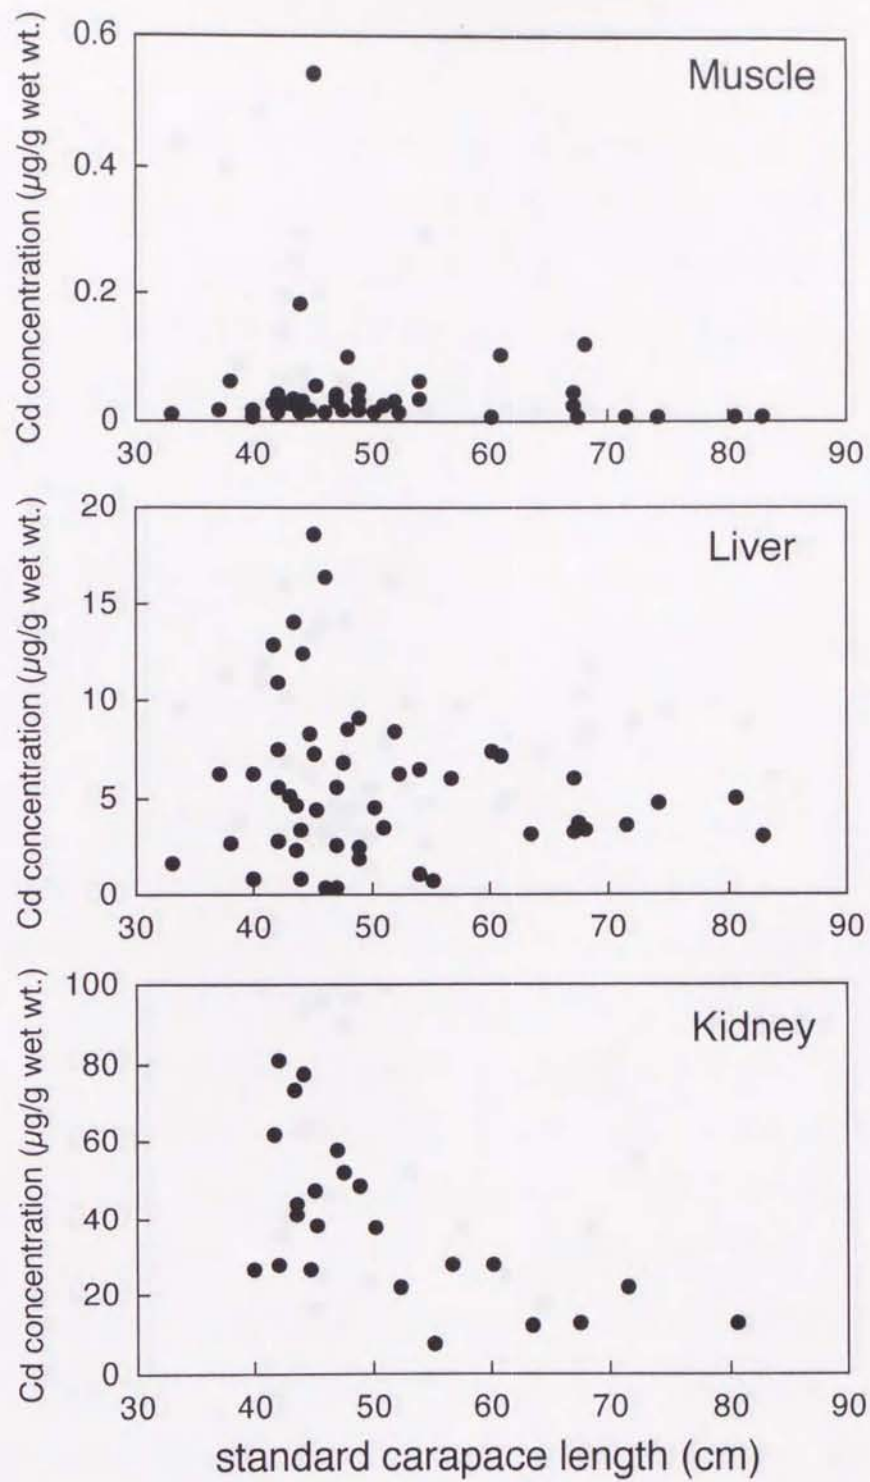 Cd concentration (µg/g wet wt.)
0.6
0.4
0.2
0
Muscle
30 40 50 60 70 80 90
Cd concentration (µg/g wet wt.)
20
15
10
5
0
Liver
30 40 50 60 70 80 90
Cd concentration (µg/g wet wt.)
100
80
60
40
20
0
Kidney
30 40 50 60 70 80 90
standard carapace length (cm)